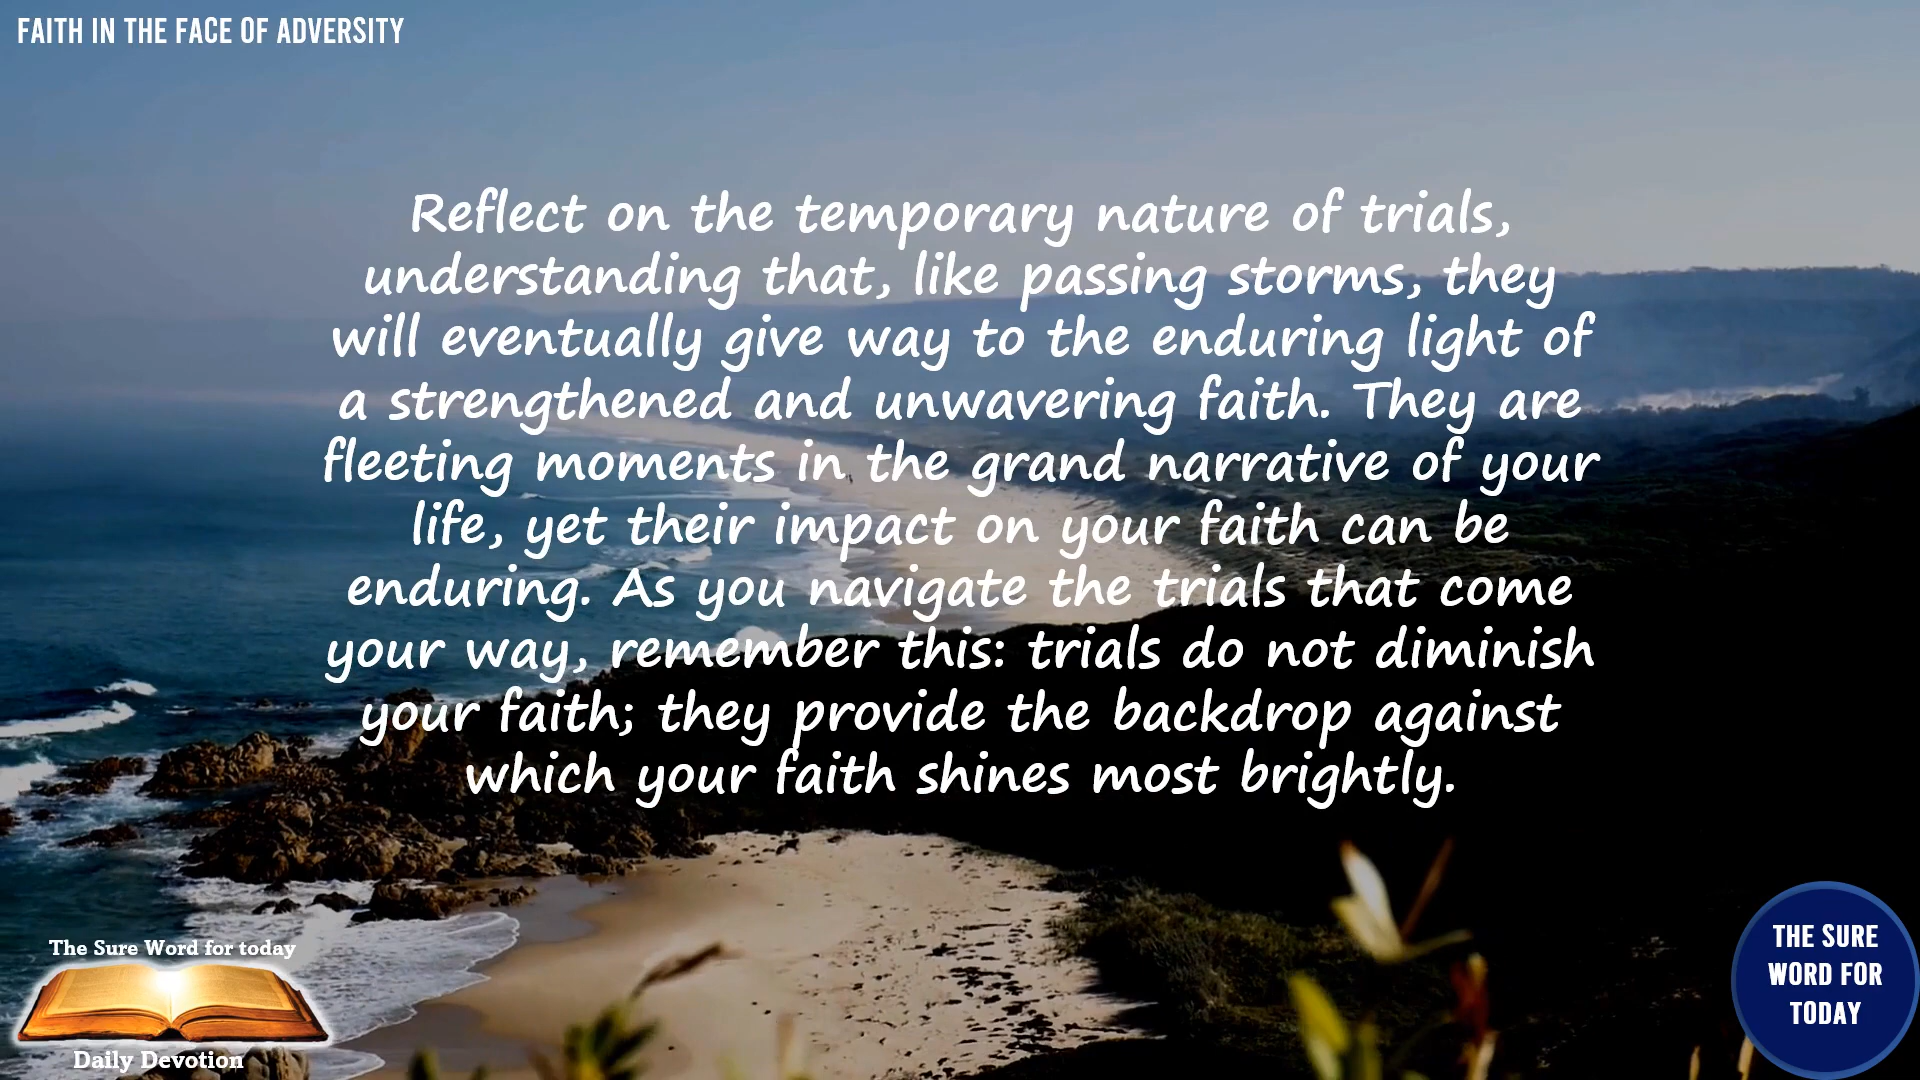 FAITH IN THE FACE OF ADVERSITY
Reflect on the temporary nature of trials,
understanding that, like passing storms, they
will eventually give way to the enduring light of
a strengthened and unwavering faith. They are
fleeting moments in the grand narrative of your
life, yet their impact on your faith can be
enduring. As you navigate the trials that come
your way, remember this: trials do not diminish
your faith; they provide the backdrop against
which your faith shines most brightly.
The Sure Word for today
Daily Devotion
THE SURE
WORD FOR
TODAY